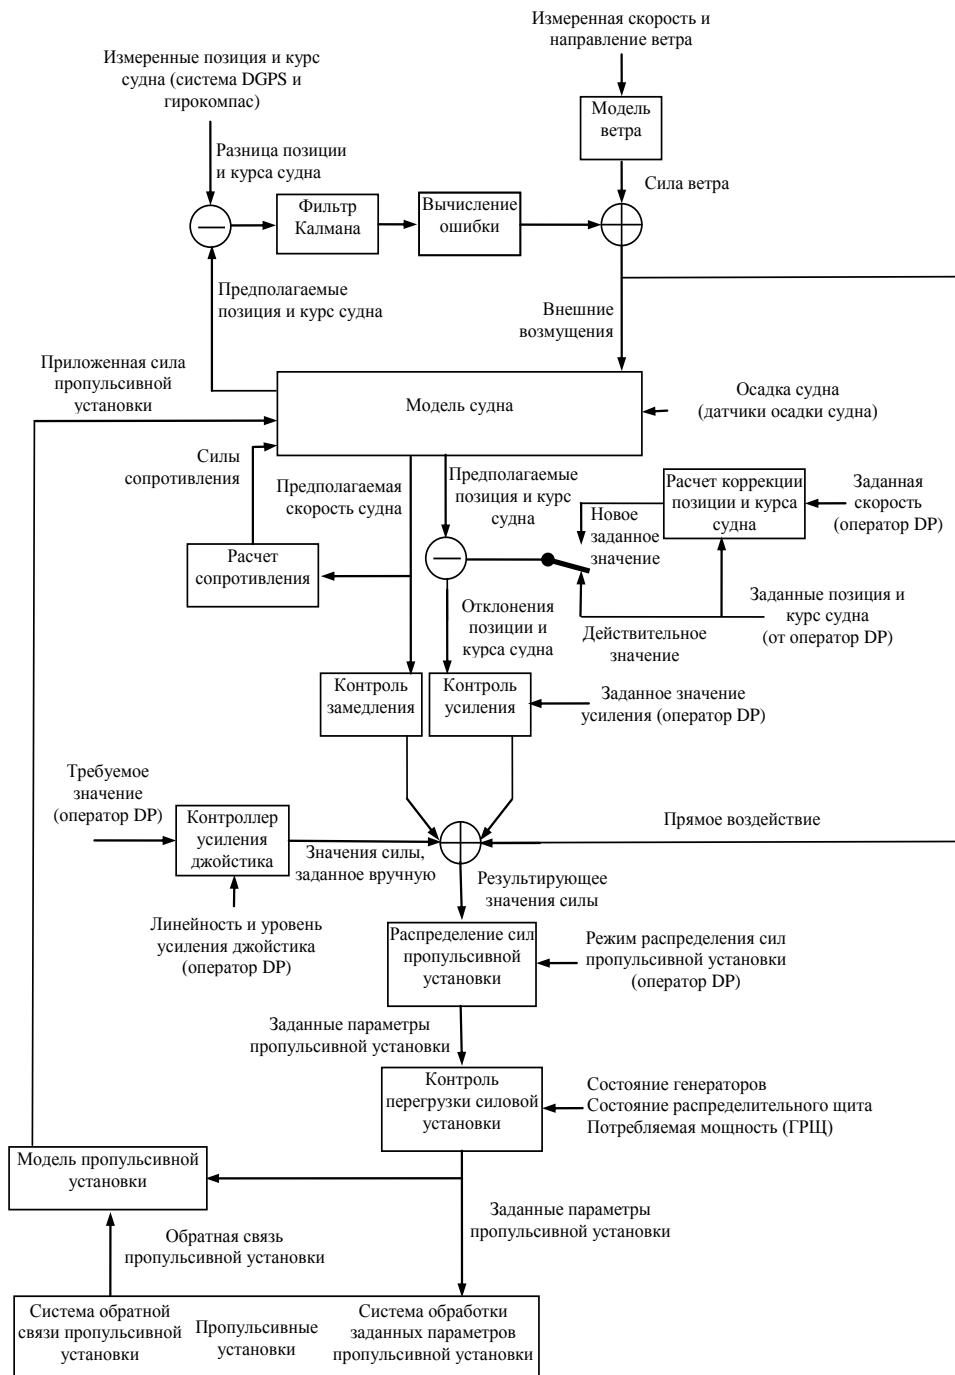 Измеренная скорость и
направление ветра
Измеренные позиция и курс
судна (система DGPS и
гирокомпас)
Модель
ветра
Разница позиции
и курса судна
Сила ветра
Фильтр
Калмана
Вычисление
ошибки
Предполагаемые
позиция и курс судна
Внешние
возмущения
Приложенная сила
пропульсивной
установки
Модель судна
Осадка судна
(датчики осадки судна)
Силы
сопротивления
Предполагаемая
скорость судна
Предполагаемые
позиция и курс
судна
Расчет коррекции
позиции и курса
судна
Заданная
скорость
(оператор DP)
Новое
заданное
значение
Расчет
сопротивления
Отклонения
позиции и
курса судна
Действительное
значение
Заданные позиция и
курс судна
(от оператор DP)
Контроль
замедления
Контроль
усиления
Заданное значение
усиления (оператор DP)
Требуемое
значение
(оператор DP)
Контроллер
усиления
джойстика
Значения силы,
заданное вручную
Прямое воздействие
Результирующее
значения силы
Линейность и уровень
усиления джойстика
(оператор DP)
Распределение сил
пропульсивной
установки
Режим распределения сил
пропульсивной установки
(оператор DP)
Заданные параметры
пропульсивной установки
Контроль
перегрузки силовой
установки
Состояние генераторов
Состояние распределительного щита
Потребляемая мощность (ГРЩ)
Модель пропульсивной
установки
Заданные параметры
пропульсивной установки
Обратная связь
пропульсивной установки
Система обратной
связи пропульсивной
установки
Пропульсивные
установки
Система обработки
заданных параметров
пропульсивной установки